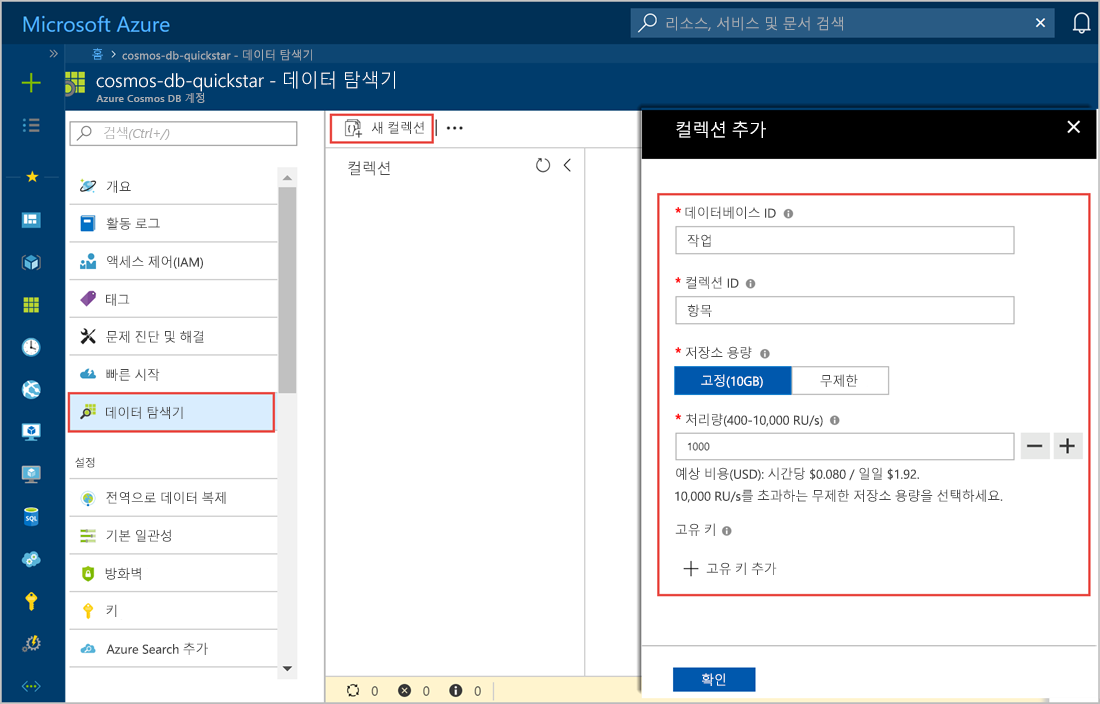 Microsoft Azure
리소스, 서비스 및 문서 검색
홈 > cosmos-db-quickstar - 데이터 탐색기
cosmos-db-quickstar - 데이터 탐색기
Azure Cosmos DB 계정
검색(Ctrl+/)
개요
활동 로그
액세스 제어(IAM)
태그
문제 진단 및 해결
빠른 시작
데이터 탐색기
설정
전역으로 데이터 복제
기본 일관성
방화벽
키
Azure Search 추가
새 컬렉션
컬렉션
0 0 0
컬렉션 추가
* 데이터베이스 ID
작업
* 컬렉션 ID
항목
* 저장소 용량
고정(10GB) 무제한
* 처리량(400-10,000 RU/s)
1000
예상 비용(USD): 시간당 $0.080 / 일일 $1.92.
10,000 RU/s를 초과하는 무제한 저장소 용량을 선택하세요.
고유 키
고유 키 추가
확인
SQL